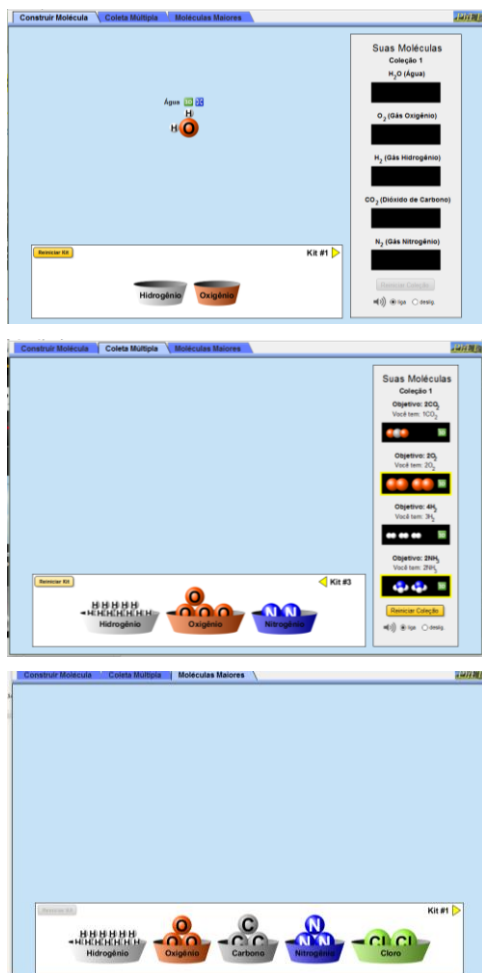 Construir Molécula Coleta Múltipla Moléculas Maiores
Suas Moléculas
Coleção 1
H2O (Água)
O2 (Gás Oxigênio)
H2 (Gás Hidrogênio)
CO2 (Dióxido de Carbono)
N2 (Gás Nitrogênio)
Reiniciar Coleção
liga deslig.
Água 3D 2C
H
H O
Reiniciar Kit Kit #1
Hidrogênio Oxigênio
Construir Molécula Coleta Múltipla Moléculas Maiores
Suas Moléculas
Coleção 1
Objetivo: 2CO2
Você tem: 1CO2
Objetivo: 2O2
Você tem: 2O2
Objetivo: 4H2
Você tem: 3H2
Objetivo: 2NH3
Você tem: 2NH3
Reiniciar Coleção
liga deslig.
Reiniciar Kit Kit #3
H H H H H
H H H H H H H
O
O O O
N N
Hidrogênio Oxigênio Nitrogênio
Construir Molécula Coleta Múltipla Moléculas Maiores
Kit #1
H H H H H H
H H H H H H H
O
O O
C
C C C
N
N N
Cl Cl
Hidrogênio Oxigênio Carbono Nitrogênio Cloro